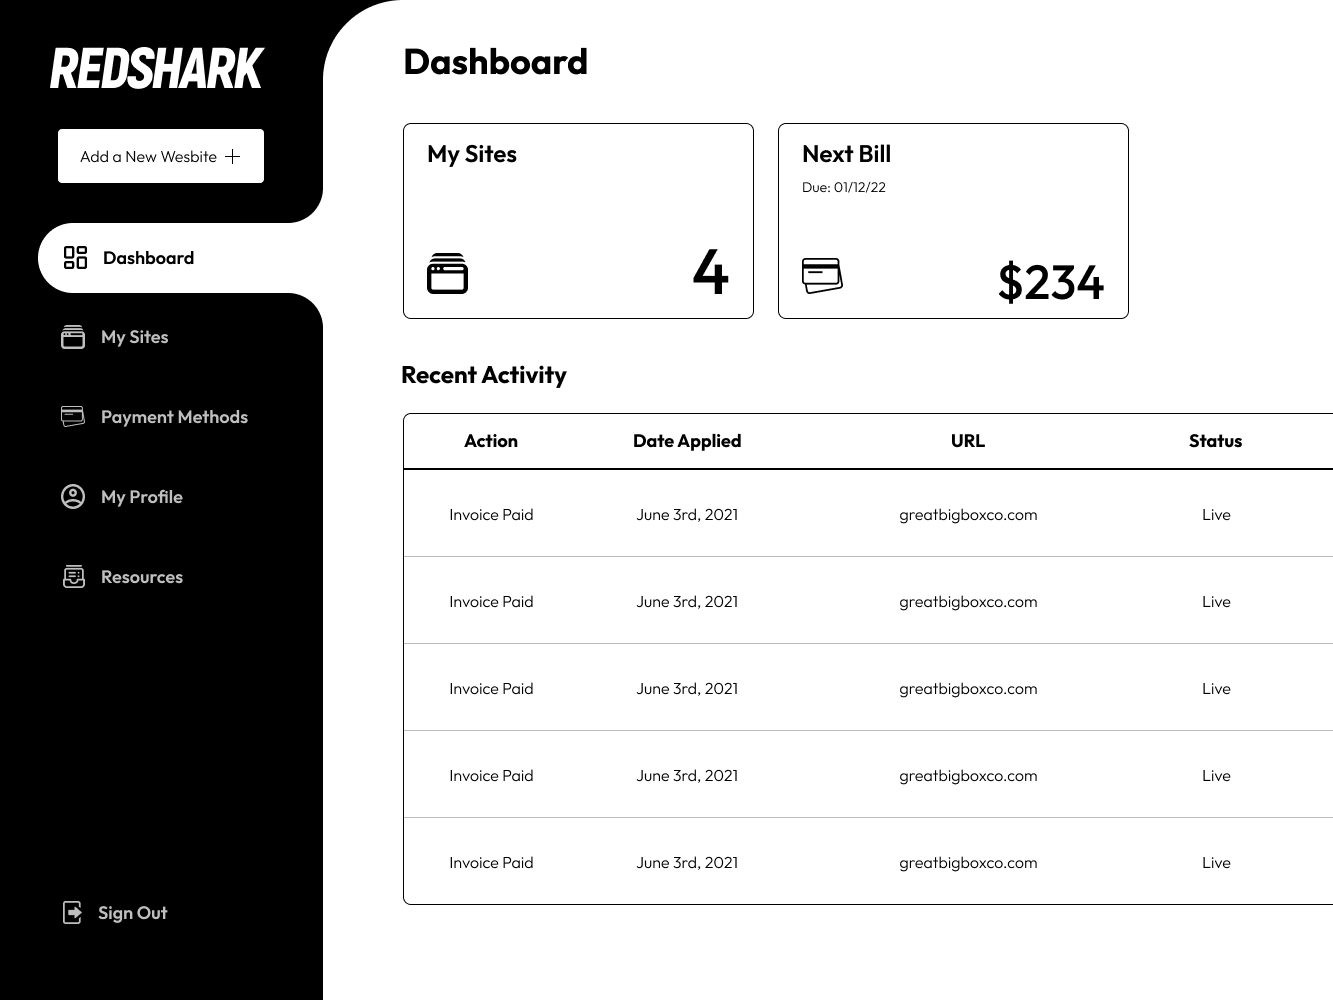 REDSHARK
Add a New Wesbite
Dashboard
My Sites
Payment Methods
My Profile
Resources
Sign Out
Dashboard
My Sites
4
Next Bill
Due: 01/12/22
$234
Recent Activity
Action Date Applied URL Status
Invoice Paid June 3rd, 2021 greatbigboxco.com Live
Invoice Paid June 3rd, 2021 greatbigboxco.com Live
Invoice Paid June 3rd, 2021 greatbigboxco.com Live
Invoice Paid June 3rd, 2021 greatbigboxco.com Live
Invoice Paid June 3rd, 2021 greatbigboxco.com Live